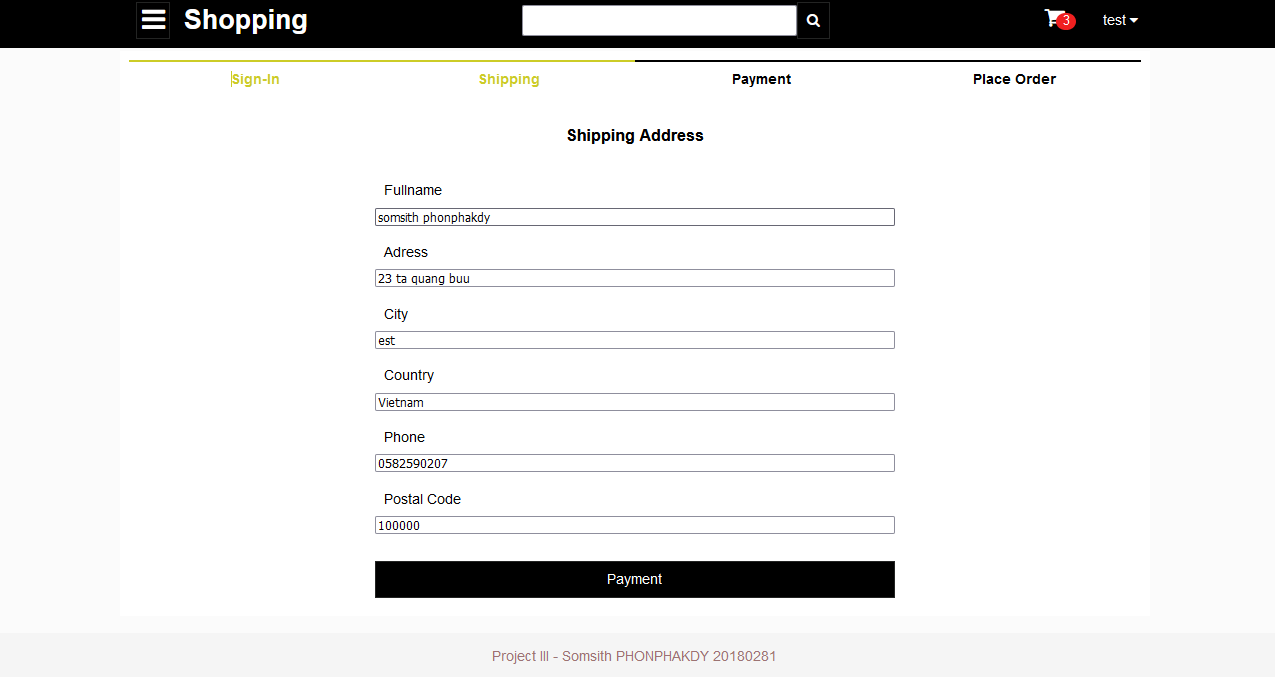 Shopping
3
test
Sign-In
Shipping
Payment
Place Order
Shipping Address
Fullname
somsith phonphakdy
Adress
23 ta quang buu
City
est
Country
Vietnam
Phone
0582590207
Postal Code
100000
Payment
Project III - Somsith PHONPHAKDY 20180281